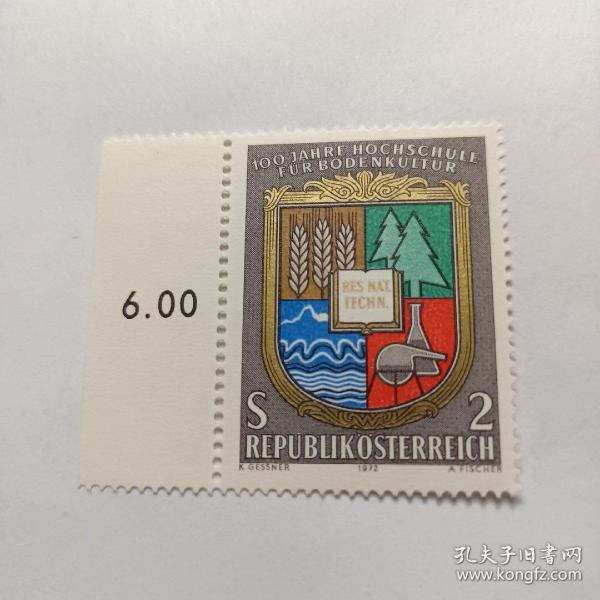 100 JAHRE HOCHSCHULE
FÜR BODENKULTUR
RES NAT.
TECHN.
6.00
S 2
REPUBLIK ÖSTERREICH
K. GESSNER 1972 A. FISCHER
孔夫子旧书网
www.kongfz.com